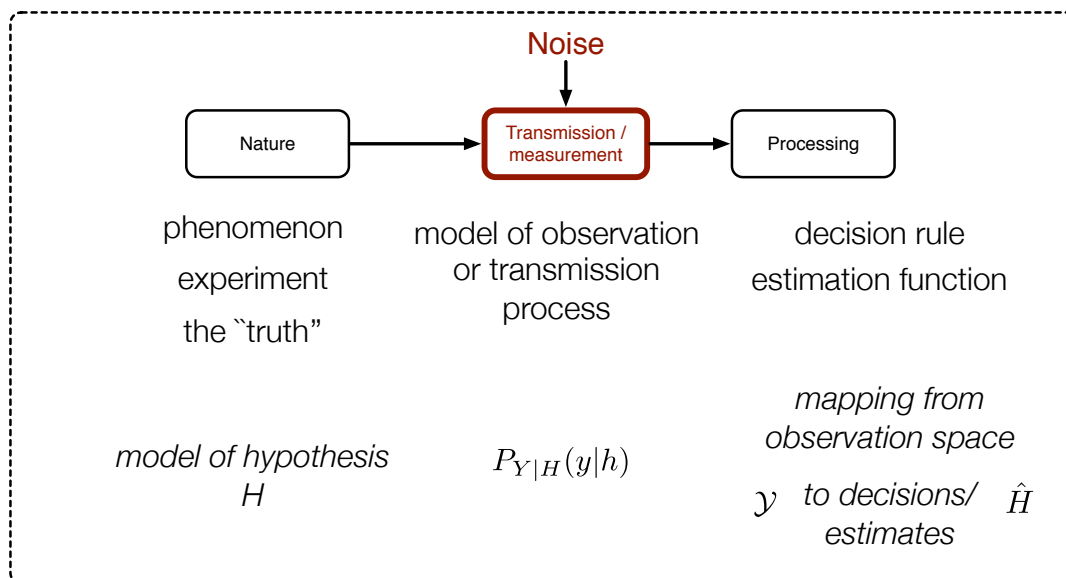 Noise
Nature
Transmission /
measurement
Processing
phenomenon
experiment
the ``truth”
model of observation
or transmission
process
decision rule
estimation function
model of hypothesis
H
P_{Y|H}(y|h)
mapping from
observation space
𝒴 to decisions/ Ĥ
estimates